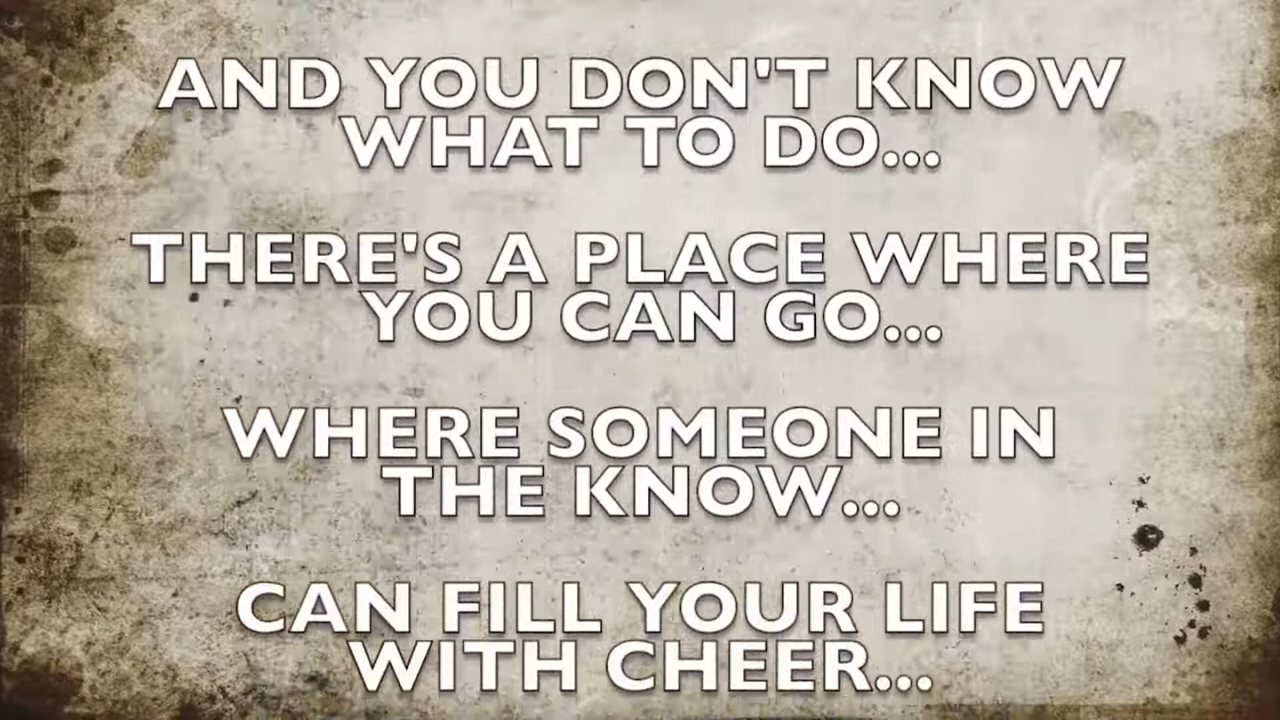 AND YOU DON'T KNOW
WHAT TO DO...
THERE'S A PLACE WHERE
YOU CAN GO...
WHERE SOMEONE IN
THE KNOW...
CAN FILL YOUR LIFE
WITH CHEER...